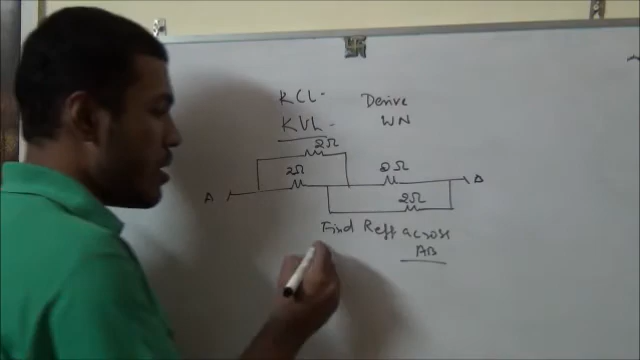 KCL- Derive
KVL- WN
2Ω
2Ω 2Ω
A B
2Ω
Find Reff across
AB